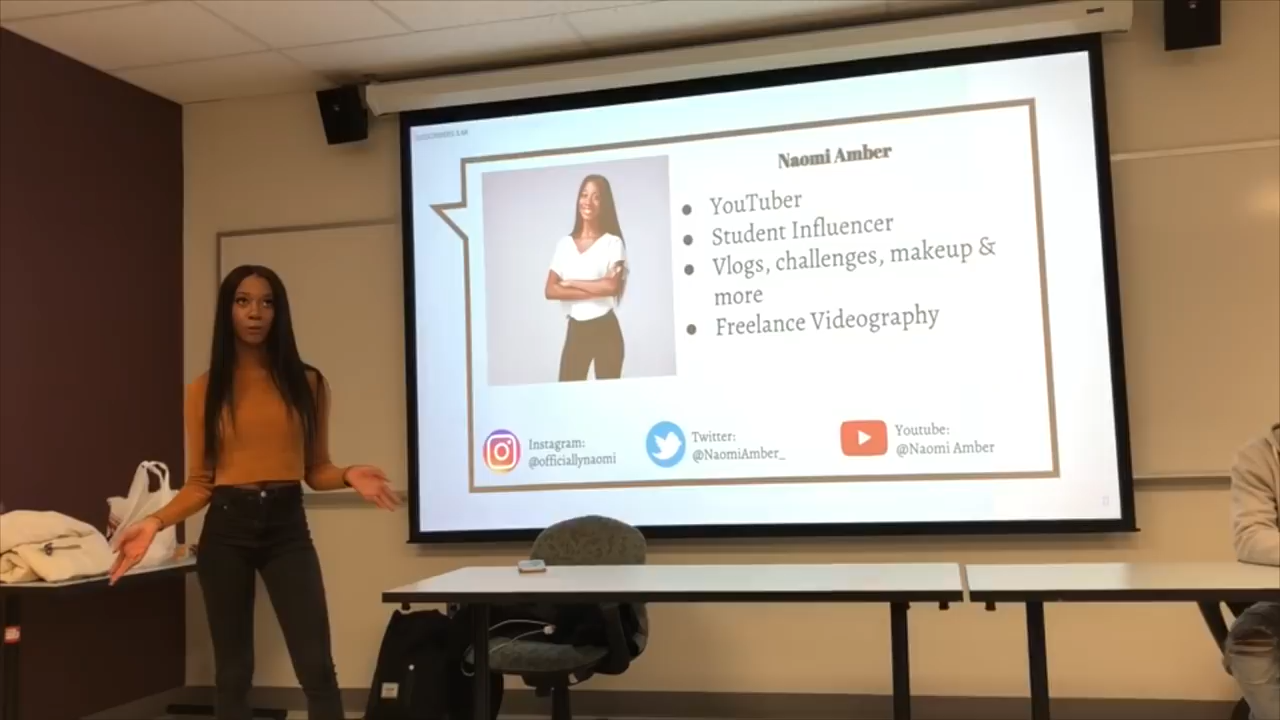 Naomi Amber
● YouTuber
● Student Influencer
● Vlogs, challenges, makeup &
more
● Freelance Videography
Instagram:
@officiallynaomi
Twitter:
@NaomiAmber_
Youtube:
@Naomi Amber